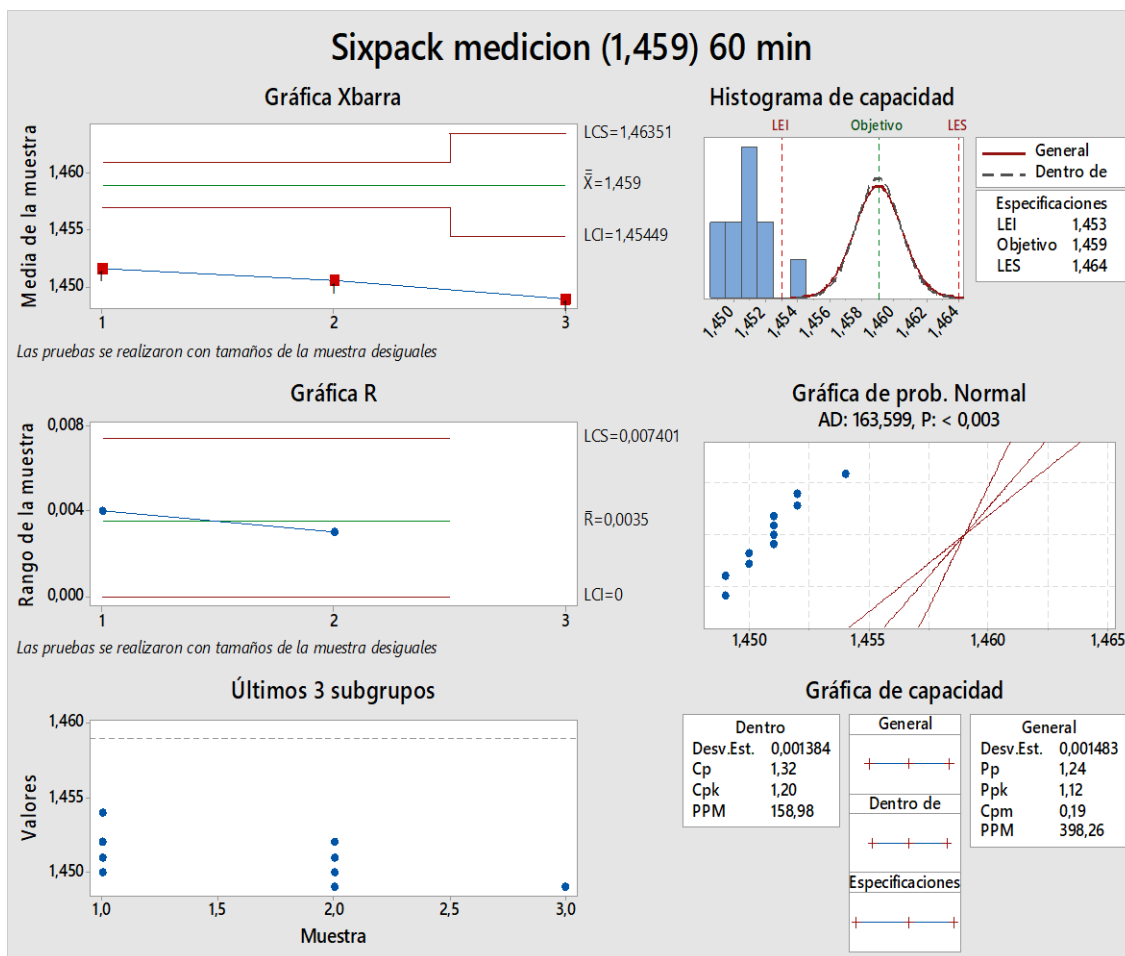 Sixpack medicion (1,459) 60 min
Gráfica Xbarra
Media de la muestra
1,460
1,455
1,450
1
2
3
LCS=1,46351
X̿=1,459
LCI=1,45449
Las pruebas se realizaron con tamaños de la muestra desiguales
Histograma de capacidad
LEI
Objetivo
LES
1,450
1,452
1,454
1,456
1,458
1,460
1,462
1,464
General
Dentro de
Especificaciones
LEI 1,453
Objetivo 1,459
LES 1,464
Gráfica R
Rango de la muestra
0,008
0,004
0,000
1
2
3
LCS=0,007401
R̅=0,0035
LCI=0
Las pruebas se realizaron con tamaños de la muestra desiguales
Gráfica de prob. Normal
AD: 163,599, P: < 0,003
1,450
1,455
1,460
1,465
Últimos 3 subgrupos
Valores
1,460
1,455
1,450
1,0
1,5
2,0
2,5
3,0
Muestra
Gráfica de capacidad
Dentro
Desv.Est. 0,001384
Cp 1,32
Cpk 1,20
PPM 158,98
General
Dentro de
Especificaciones
General
Desv.Est. 0,001483
Pp 1,24
Ppk 1,12
Cpm 0,19
PPM 398,26